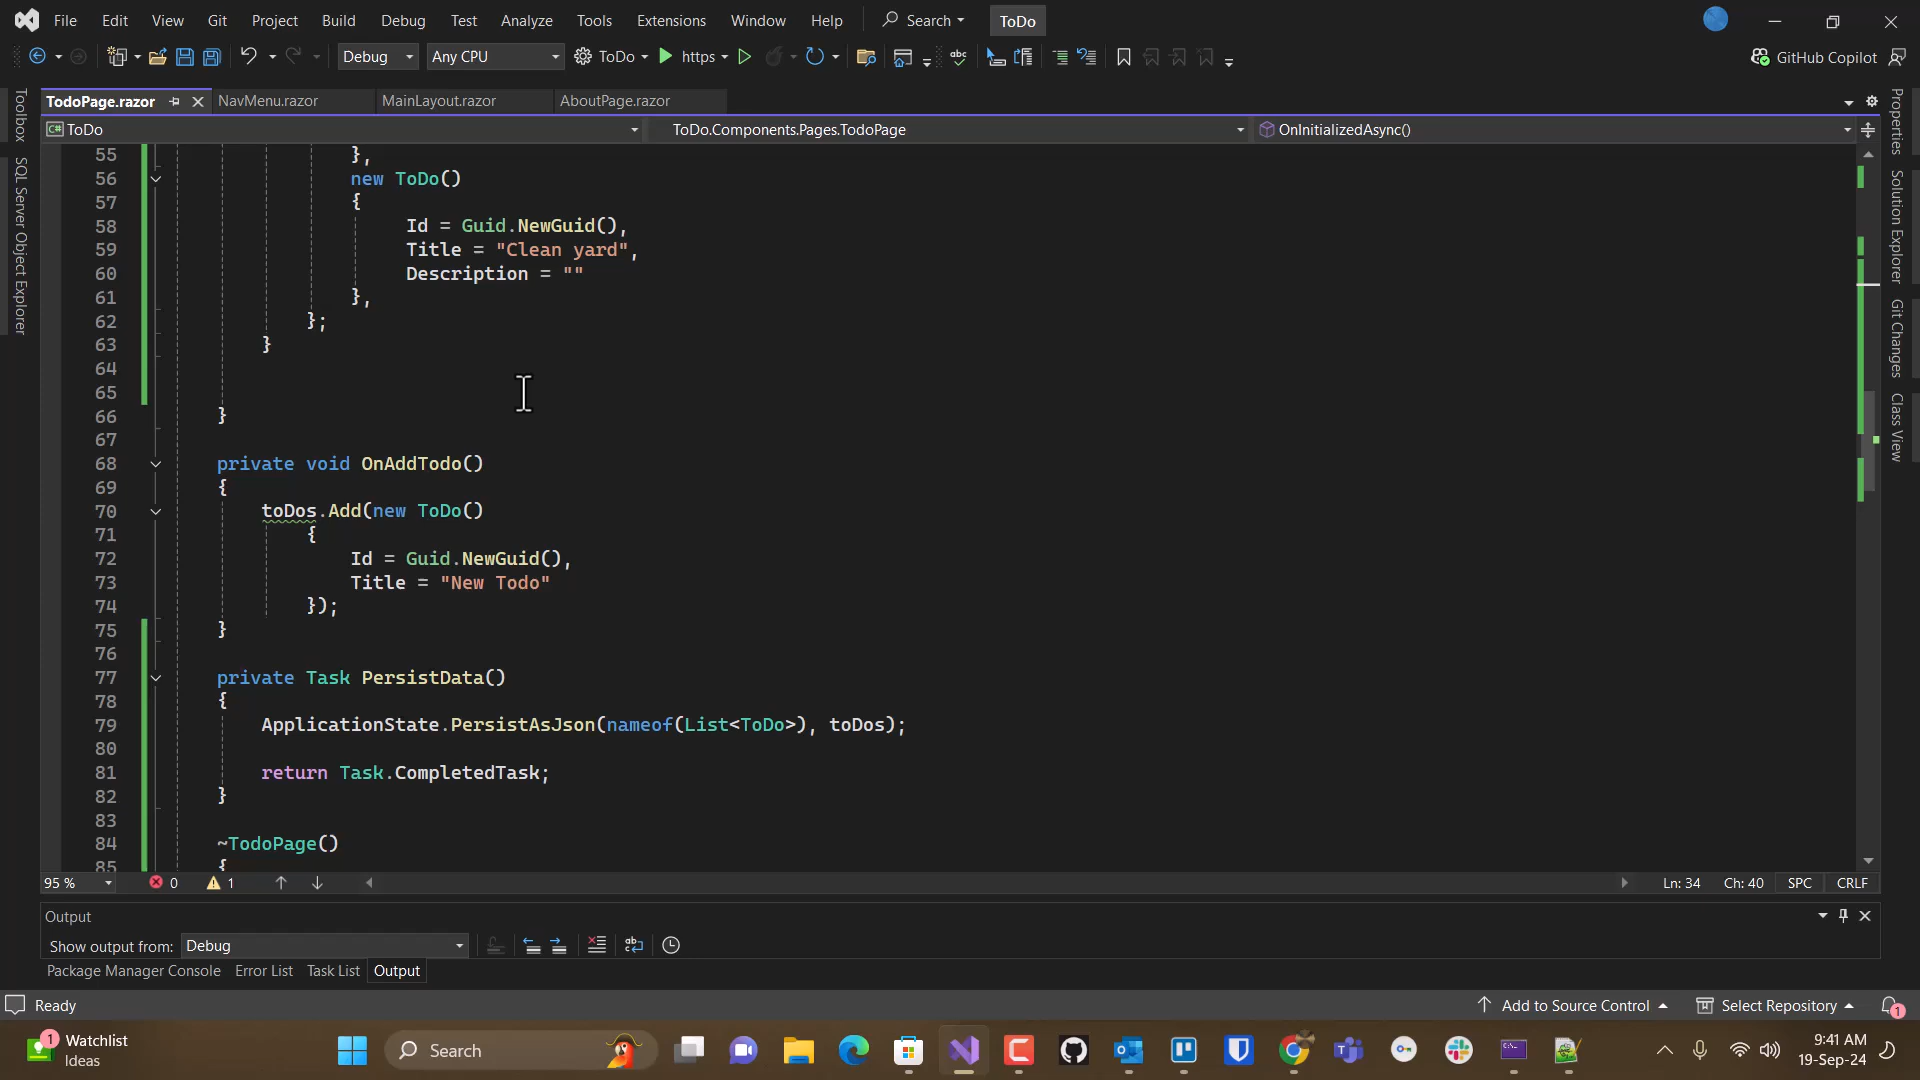 File Edit View Git Project Build Debug Test Analyze Tools Extensions Window Help Search ToDo
Debug Any CPU ToDo https GitHub Copilot
TodoPage.razor NavMenu.razor MainLayout.razor AboutPage.razor
C# ToDo ToDo.Components.Pages.TodoPage OnInitializedAsync()
Toolbox
SQL Server Object Explorer
Properties
Solution Explorer
Git Changes
Class View
55 },
56 new ToDo()
57 {
58 Id = Guid.NewGuid(),
59 Title = "Clean yard",
60 Description = ""
61 },
62 };
63 }
64
65
66 }
67
68 private void OnAddTodo()
69 {
70 toDos.Add(new ToDo()
71 {
72 Id = Guid.NewGuid(),
73 Title = "New Todo"
74 });
75 }
76
77 private Task PersistData()
78 {
79 ApplicationState.PersistAsJson(nameof(List<ToDo>), toDos);
80
81 return Task.CompletedTask;
82 }
83
84 ~TodoPage()
85 {
95 % 0 1 Ln: 34 Ch: 40 SPC CRLF
Output
Show output from: Debug
Package Manager Console Error List Task List Output
Ready Add to Source Control Select Repository 1
1 Watchlist
Ideas
Search
9:41 AM
19-Sep-24